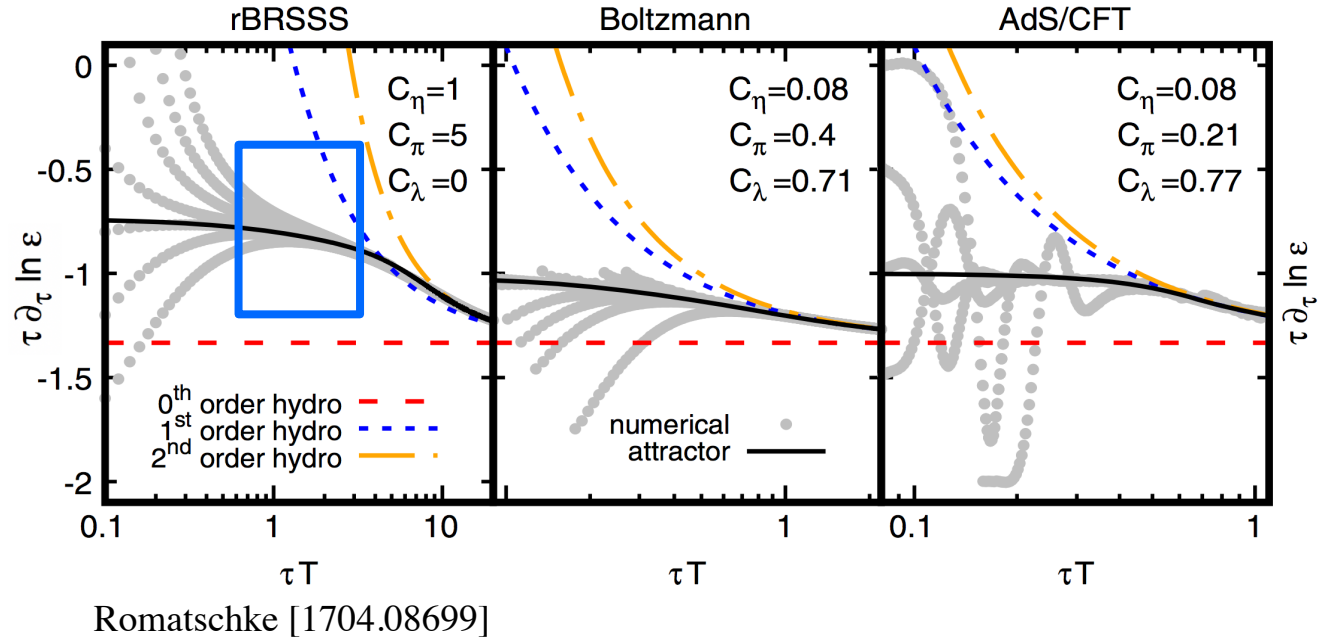 rBRSSS
Boltzmann
AdS/CFT
0
-0.5
-1
-1.5
-2
τ ∂τ ln ε
Cη=1
Cπ=5
Cλ=0
Cη=0.08
Cπ=0.4
Cλ=0.71
Cη=0.08
Cπ=0.21
Cλ=0.77
0th order hydro
1st order hydro
2nd order hydro
numerical
attractor
τ ∂τ ln ε
0.1
1
10
1
0.1
1
τ T
τ T
τ T
Romatschke [1704.08699]